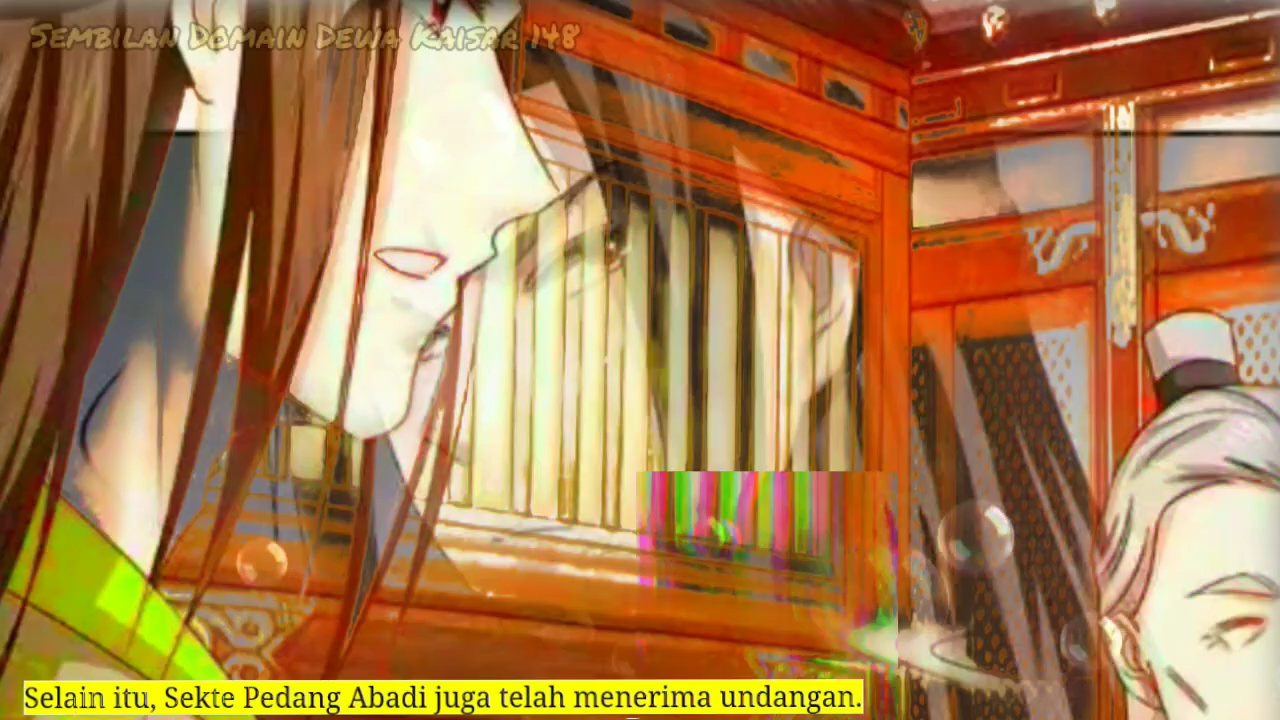 Sembilan Domain Dewa Kaisar 148
Selain itu, Sekte Pedang Abadi juga telah menerima undangan.